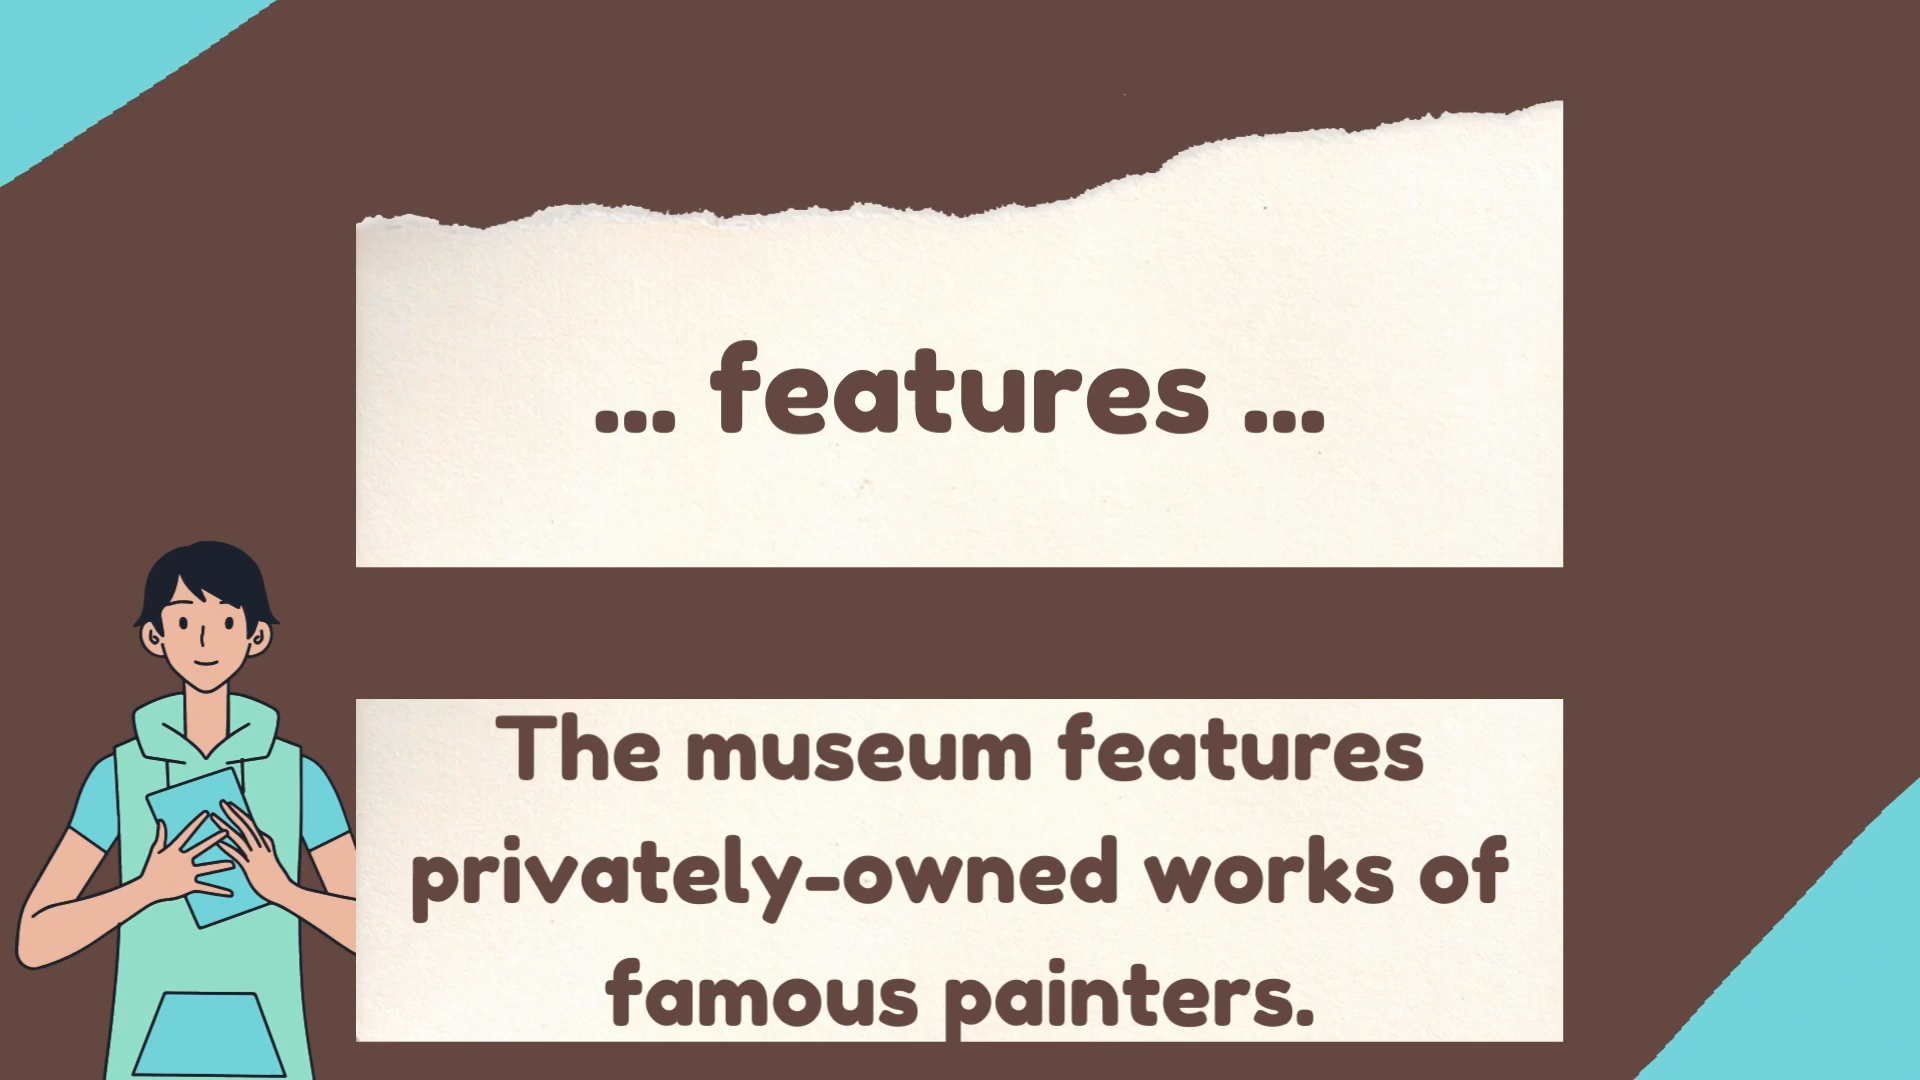 ... features ...
The museum features
privately-owned works of
famous painters.